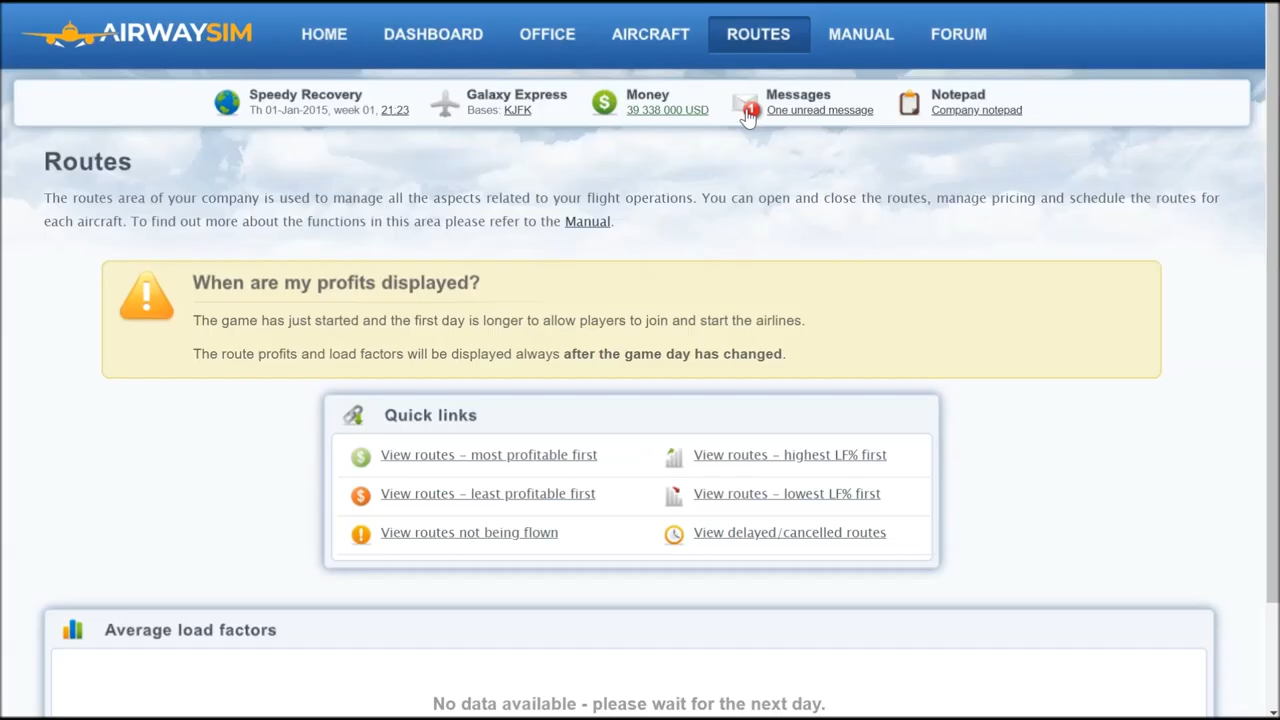 AIRWAYSIM HOME DASHBOARD OFFICE AIRCRAFT ROUTES MANUAL FORUM
Speedy Recovery Galaxy Express Money Messages Notepad
Th 01-Jan-2015, week 01, 21:23 Bases: KJFK 39 338 000 USD 1 One unread message Company notepad
Routes
The routes area of your company is used to manage all the aspects related to your flight operations. You can open and close the routes, manage pricing and schedule the routes for
each aircraft. To find out more about the functions in this area please refer to the Manual.
When are my profits displayed?
The game has just started and the first day is longer to allow players to join and start the airlines.
The route profits and load factors will be displayed always after the game day has changed.
Quick links
View routes – most profitable first View routes – highest LF% first
View routes – least profitable first View routes – lowest LF% first
View routes not being flown View delayed/cancelled routes
Average load factors
No data available - please wait for the next day.